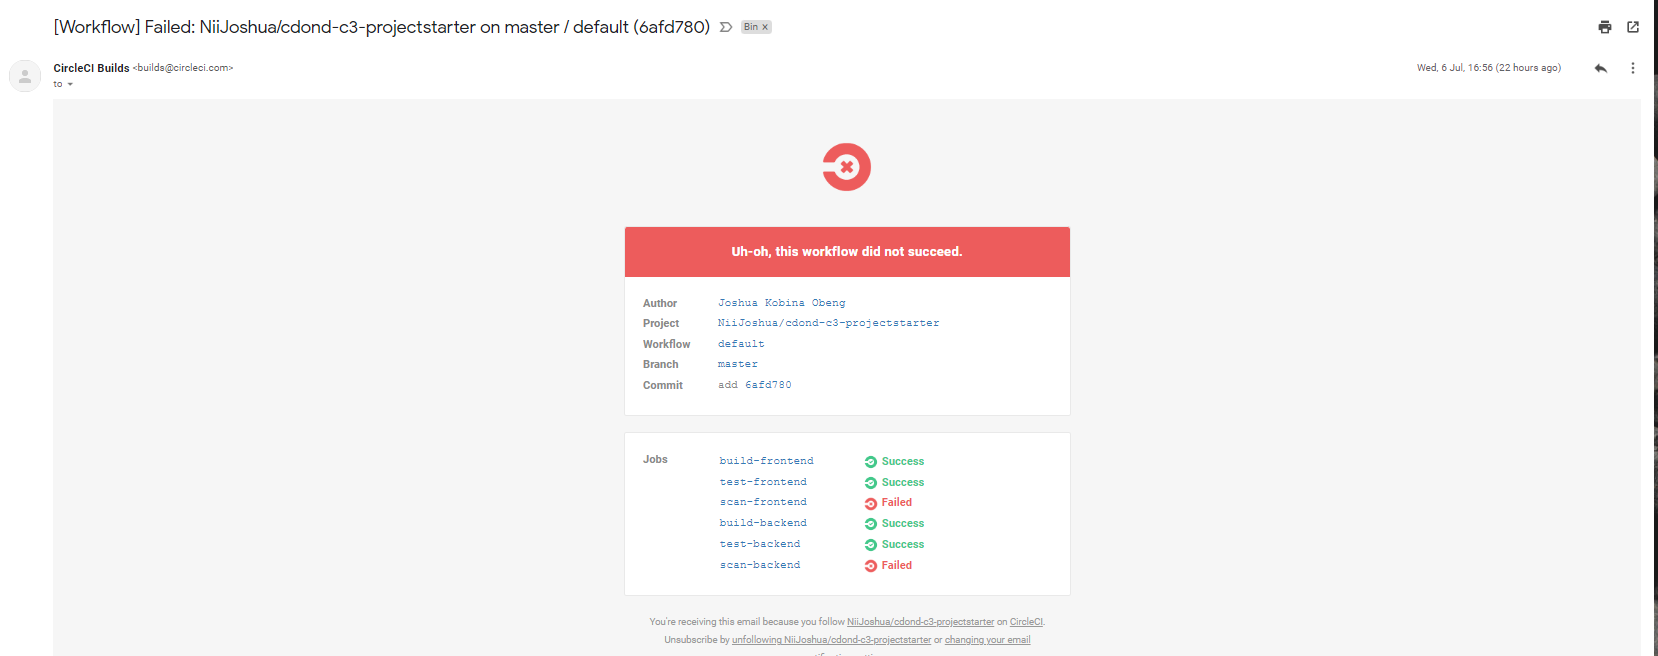 [Workflow] Failed: NiiJoshua/cdond-c3-projectstarter on master / default (6afd780) Bin x
CircleCI Builds <builds@circleci.com>
Wed, 6 Jul, 16:56 (22 hours ago)
to
Uh-oh, this workflow did not succeed.
Author Joshua Kobina Obeng
Project NiiJoshua/cdond-c3-projectstarter
Workflow default
Branch master
Commit add 6afd780
Jobs build-frontend Success
test-frontend Success
scan-frontend Failed
build-backend Success
test-backend Success
scan-backend Failed
You're receiving this email because you follow NiiJoshua/cdond-c3-projectstarter on CircleCI.
Unsubscribe by unfollowing NiiJoshua/cdond-c3-projectstarter or changing your email